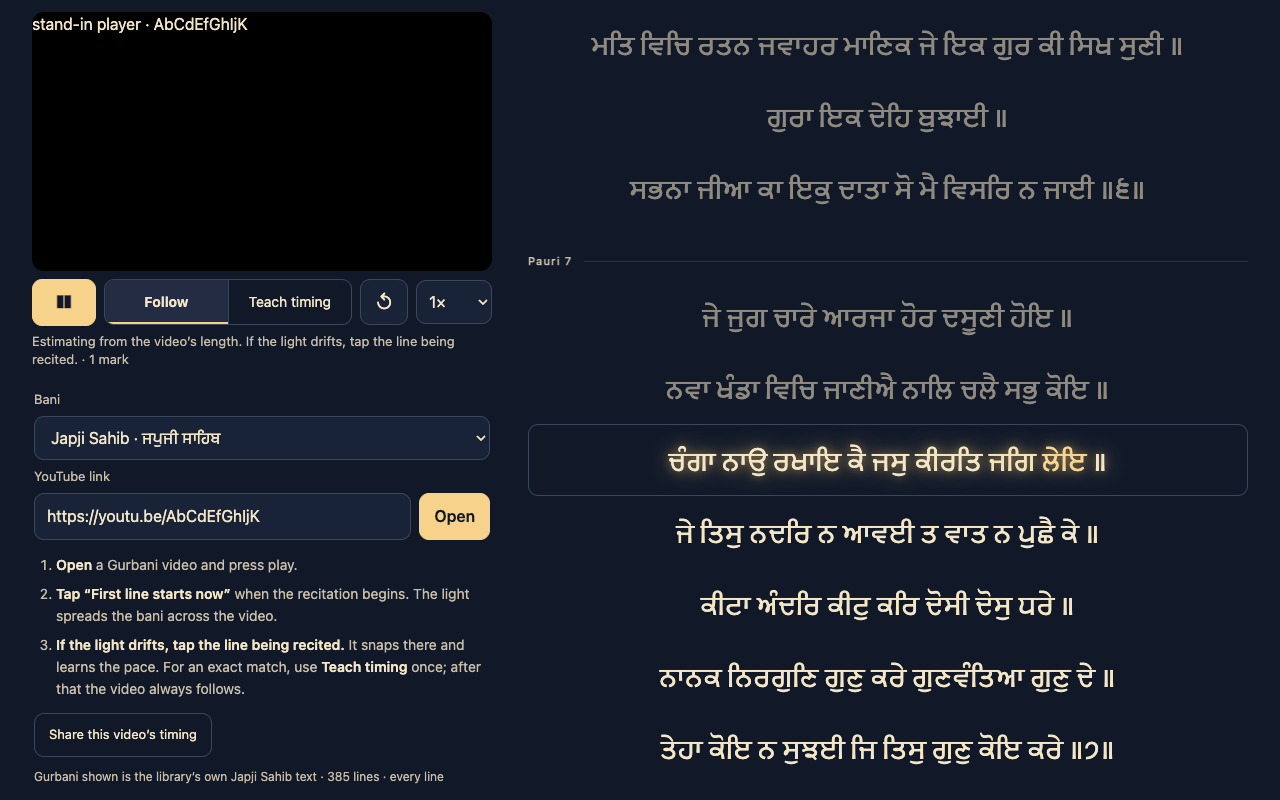 stand-in player · AbCdEfGhIjK
Follow
Teach timing
1×
Estimating from the video’s length. If the light drifts, tap the line being
recited. · 1 mark
Bani
Japji Sahib · ਜਪੁਜੀ ਸਾਹਿਬ
YouTube link
https://youtu.be/AbCdEfGhIjK
Open
1. Open a Gurbani video and press play.
2. Tap “First line starts now” when the recitation begins. The light
spreads the bani across the video.
3. If the light drifts, tap the line being recited. It snaps there and
learns the pace. For an exact match, use Teach timing once; after
that the video always follows.
Share this video’s timing
Gurbani shown is the library’s own Japji Sahib text · 385 lines · every line
ਮਤਿ ਵਿਚਿ ਰਤਨ ਜਵਾਹਰ ਮਾਣਿਕ ਜੇ ਇਕ ਗੁਰ ਕੀ ਸਿਖ ਸੁਣੀ ॥
ਗੁਰਾ ਇਕ ਦੇਹਿ ਬੁਝਾਈ ॥
ਸਭਨਾ ਜੀਆ ਕਾ ਇਕੁ ਦਾਤਾ ਸੋ ਮੈ ਵਿਸਰਿ ਨ ਜਾਈ ॥੬॥
Pauri 7
ਜੇ ਜੁਗ ਚਾਰੇ ਆਰਜਾ ਹੋਰ ਦਸੂਣੀ ਹੋਇ ॥
ਨਵਾ ਖੰਡਾ ਵਿਚਿ ਜਾਣੀਐ ਨਾਲਿ ਚਲੈ ਸਭੁ ਕੋਇ ॥
ਚੰਗਾ ਨਾਉ ਰਖਾਇ ਕੈ ਜਸੁ ਕੀਰਤਿ ਜਗਿ ਲੇਇ ॥
ਜੇ ਤਿਸੁ ਨਦਰਿ ਨ ਆਵਈ ਤ ਵਾਤ ਨ ਪੁਛੈ ਕੇ ॥
ਕੀਟਾ ਅੰਦਰਿ ਕੀਟੁ ਕਰਿ ਦੋਸੀ ਦੋਸੁ ਧਰੇ ॥
ਨਾਨਕ ਨਿਰਗੁਣਿ ਗੁਣੁ ਕਰੇ ਗੁਣਵੰਤਿਆ ਗੁਣੁ ਦੇ ॥
ਤੇਹਾ ਕੋਇ ਨ ਸੁਝਈ ਜਿ ਤਿਸੁ ਗੁਣੁ ਕੋਇ ਕਰੇ ॥੭॥